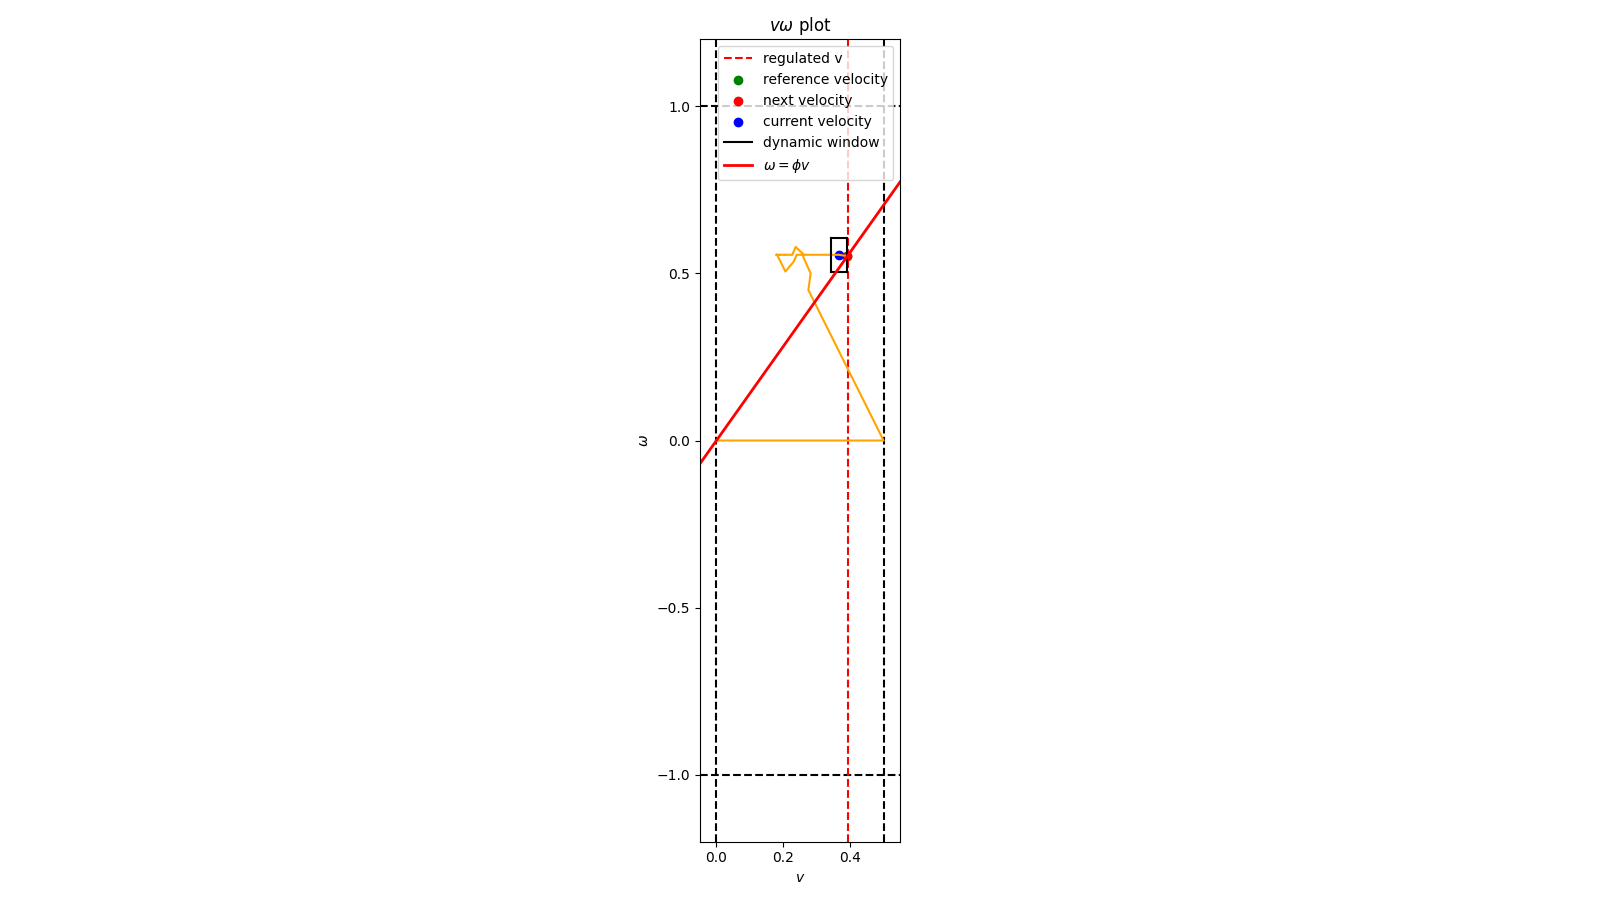 vω plot
regulated v
reference velocity
next velocity
current velocity
dynamic window
ω = ϕv
1.0
0.5
0.0
−0.5
−1.0
ω
0.0 0.2 0.4
v